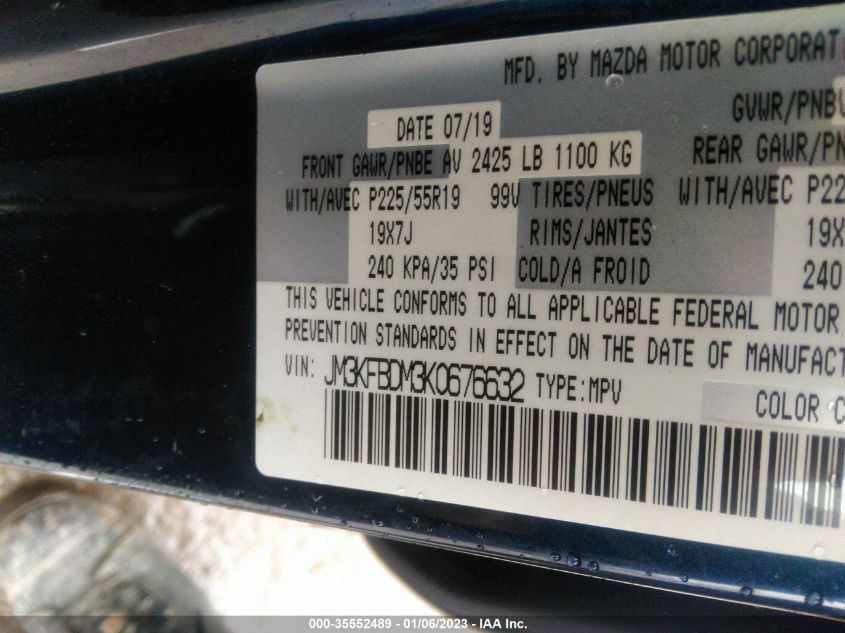 MFD. BY MAZDA MOTOR CORPORAT
GVWR/PNBV
DATE 07/19
FRONT GAWR/PNBE AV 2425 LB 1100 KG REAR GAWR/PN
WITH/AVEC P225/55R19 99V TIRES/PNEUS WITH/AVEC P22
19X7J RIMS/JANTES 19X
240 KPA/35 PSI COLD/A FROID 240
THIS VEHICLE CONFORMS TO ALL APPLICABLE FEDERAL MOTOR
PREVENTION STANDARDS IN EFFECT ON THE DATE OF MANUFACT
VIN: JM3KFBDM3K0676632 TYPE:MPV
COLOR C
000-35552489 - 01/06/2023 - IAA Inc.